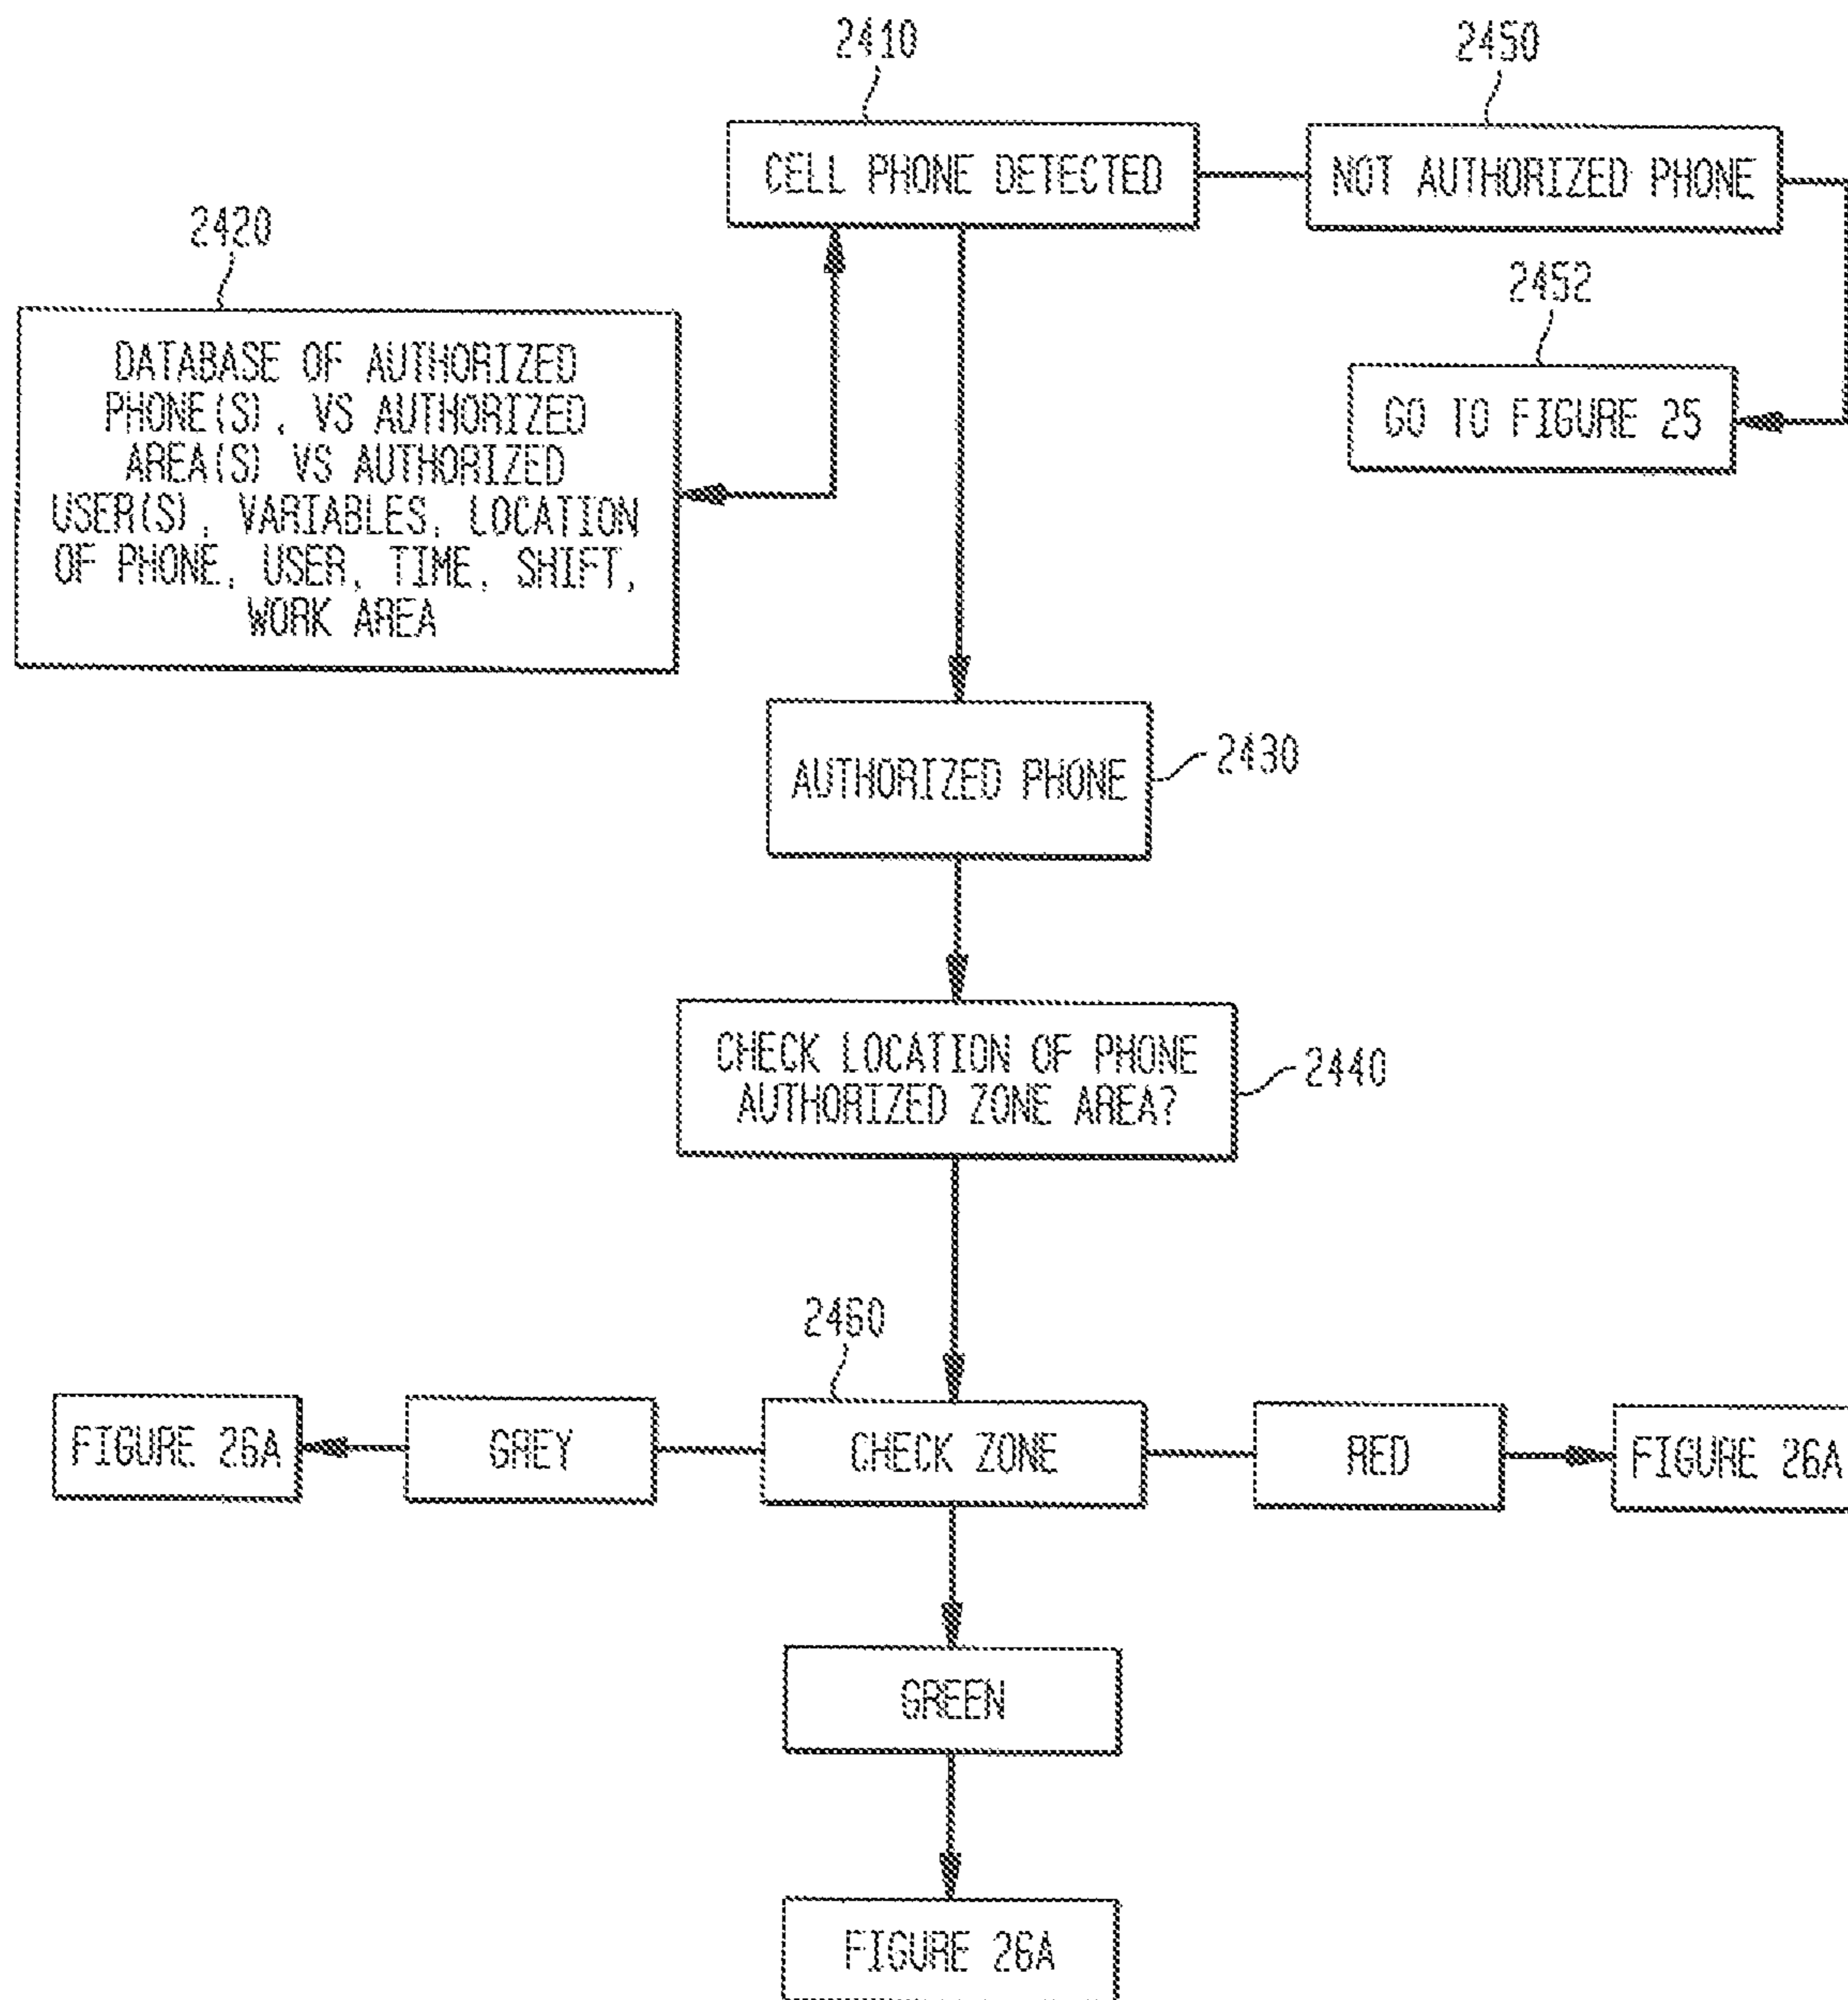 2410
2450
CELL PHONE DETECTED
NOT AUTHORIZED PHONE
2420
2452
DATABASE OF AUTHORIZED
PHONE(S), VS AUTHORIZED
AREA(S) VS AUTHORIZED
USER(S), VARIABLES, LOCATION
OF PHONE, USER, TIME, SHIFT,
WORK AREA
GO TO FIGURE 25
AUTHORIZED PHONE
2430
CHECK LOCATION OF PHONE
AUTHORIZED ZONE AREA?
2440
2460
FIGURE 26A
GREY
CHECK ZONE
RED
FIGURE 26A
GREEN
FIGURE 26A